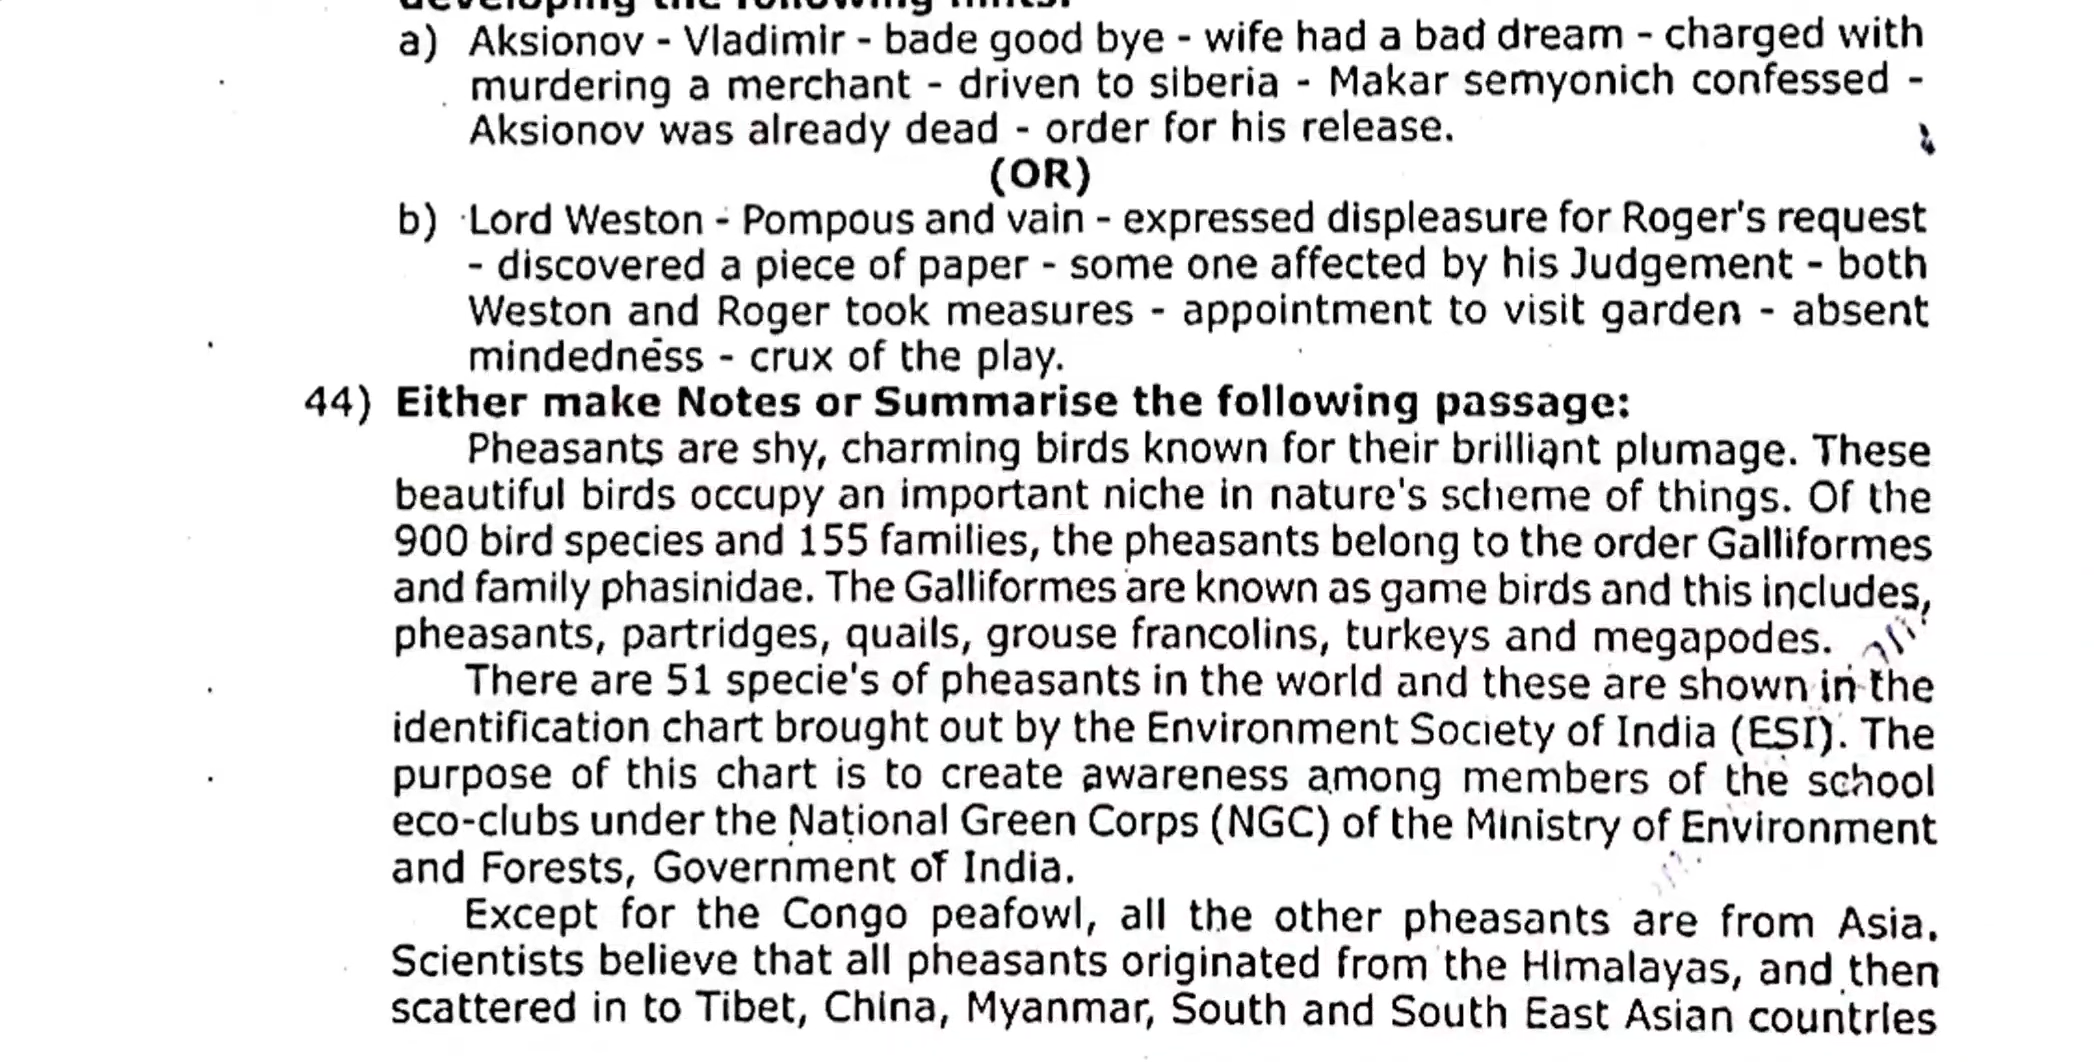 developing the following hints.
a) Aksionov - Vladimir - bade good bye - wife had a bad dream - charged with
murdering a merchant - driven to siberia - Makar semyonich confessed -
Aksionov was already dead - order for his release.
(OR)
b) Lord Weston - Pompous and vain - expressed displeasure for Roger's request
- discovered a piece of paper - some one affected by his Judgement - both
Weston and Roger took measures - appointment to visit garden - absent
mindedness - crux of the play.
44) Either make Notes or Summarise the following passage:
Pheasants are shy, charming birds known for their brilliant plumage. These
beautiful birds occupy an important niche in nature's scheme of things. Of the
900 bird species and 155 families, the pheasants belong to the order Galliformes
and family phasinidae. The Galliformes are known as game birds and this includes,
pheasants, partridges, quails, grouse francolins, turkeys and megapodes.
There are 51 specie's of pheasants in the world and these are shown in the
identification chart brought out by the Environment Society of India (ESI). The
purpose of this chart is to create awareness among members of the school
eco-clubs under the National Green Corps (NGC) of the Ministry of Environment
and Forests, Government of India.
Except for the Congo peafowl, all the other pheasants are from Asia.
Scientists believe that all pheasants originated from the Himalayas, and then
scattered in to Tibet, China, Myanmar, South and South East Asian countries